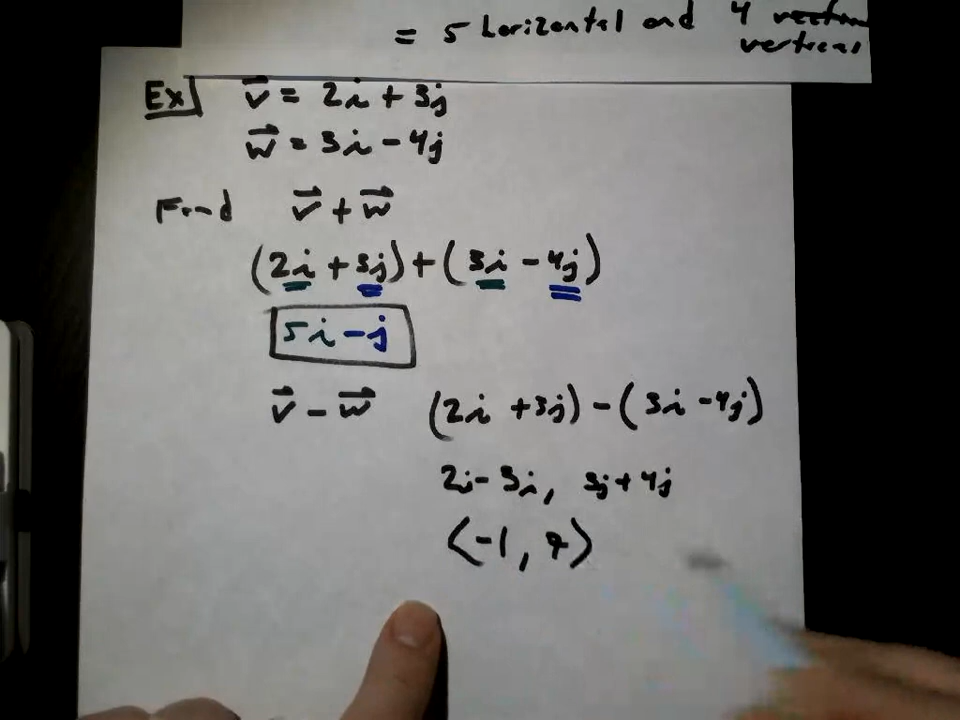 = 5 horizontal and 4 vertical
Ex v⃗ = 2i + 3j
w⃗ = 3i - 4j
Find v⃗ + w⃗
(2i + 3j) + (3i - 4j)
5i - j
v⃗ - w⃗ (2i + 3j) - (3i - 4j)
2i - 3i, 3j + 4j
⟨-1, 7⟩